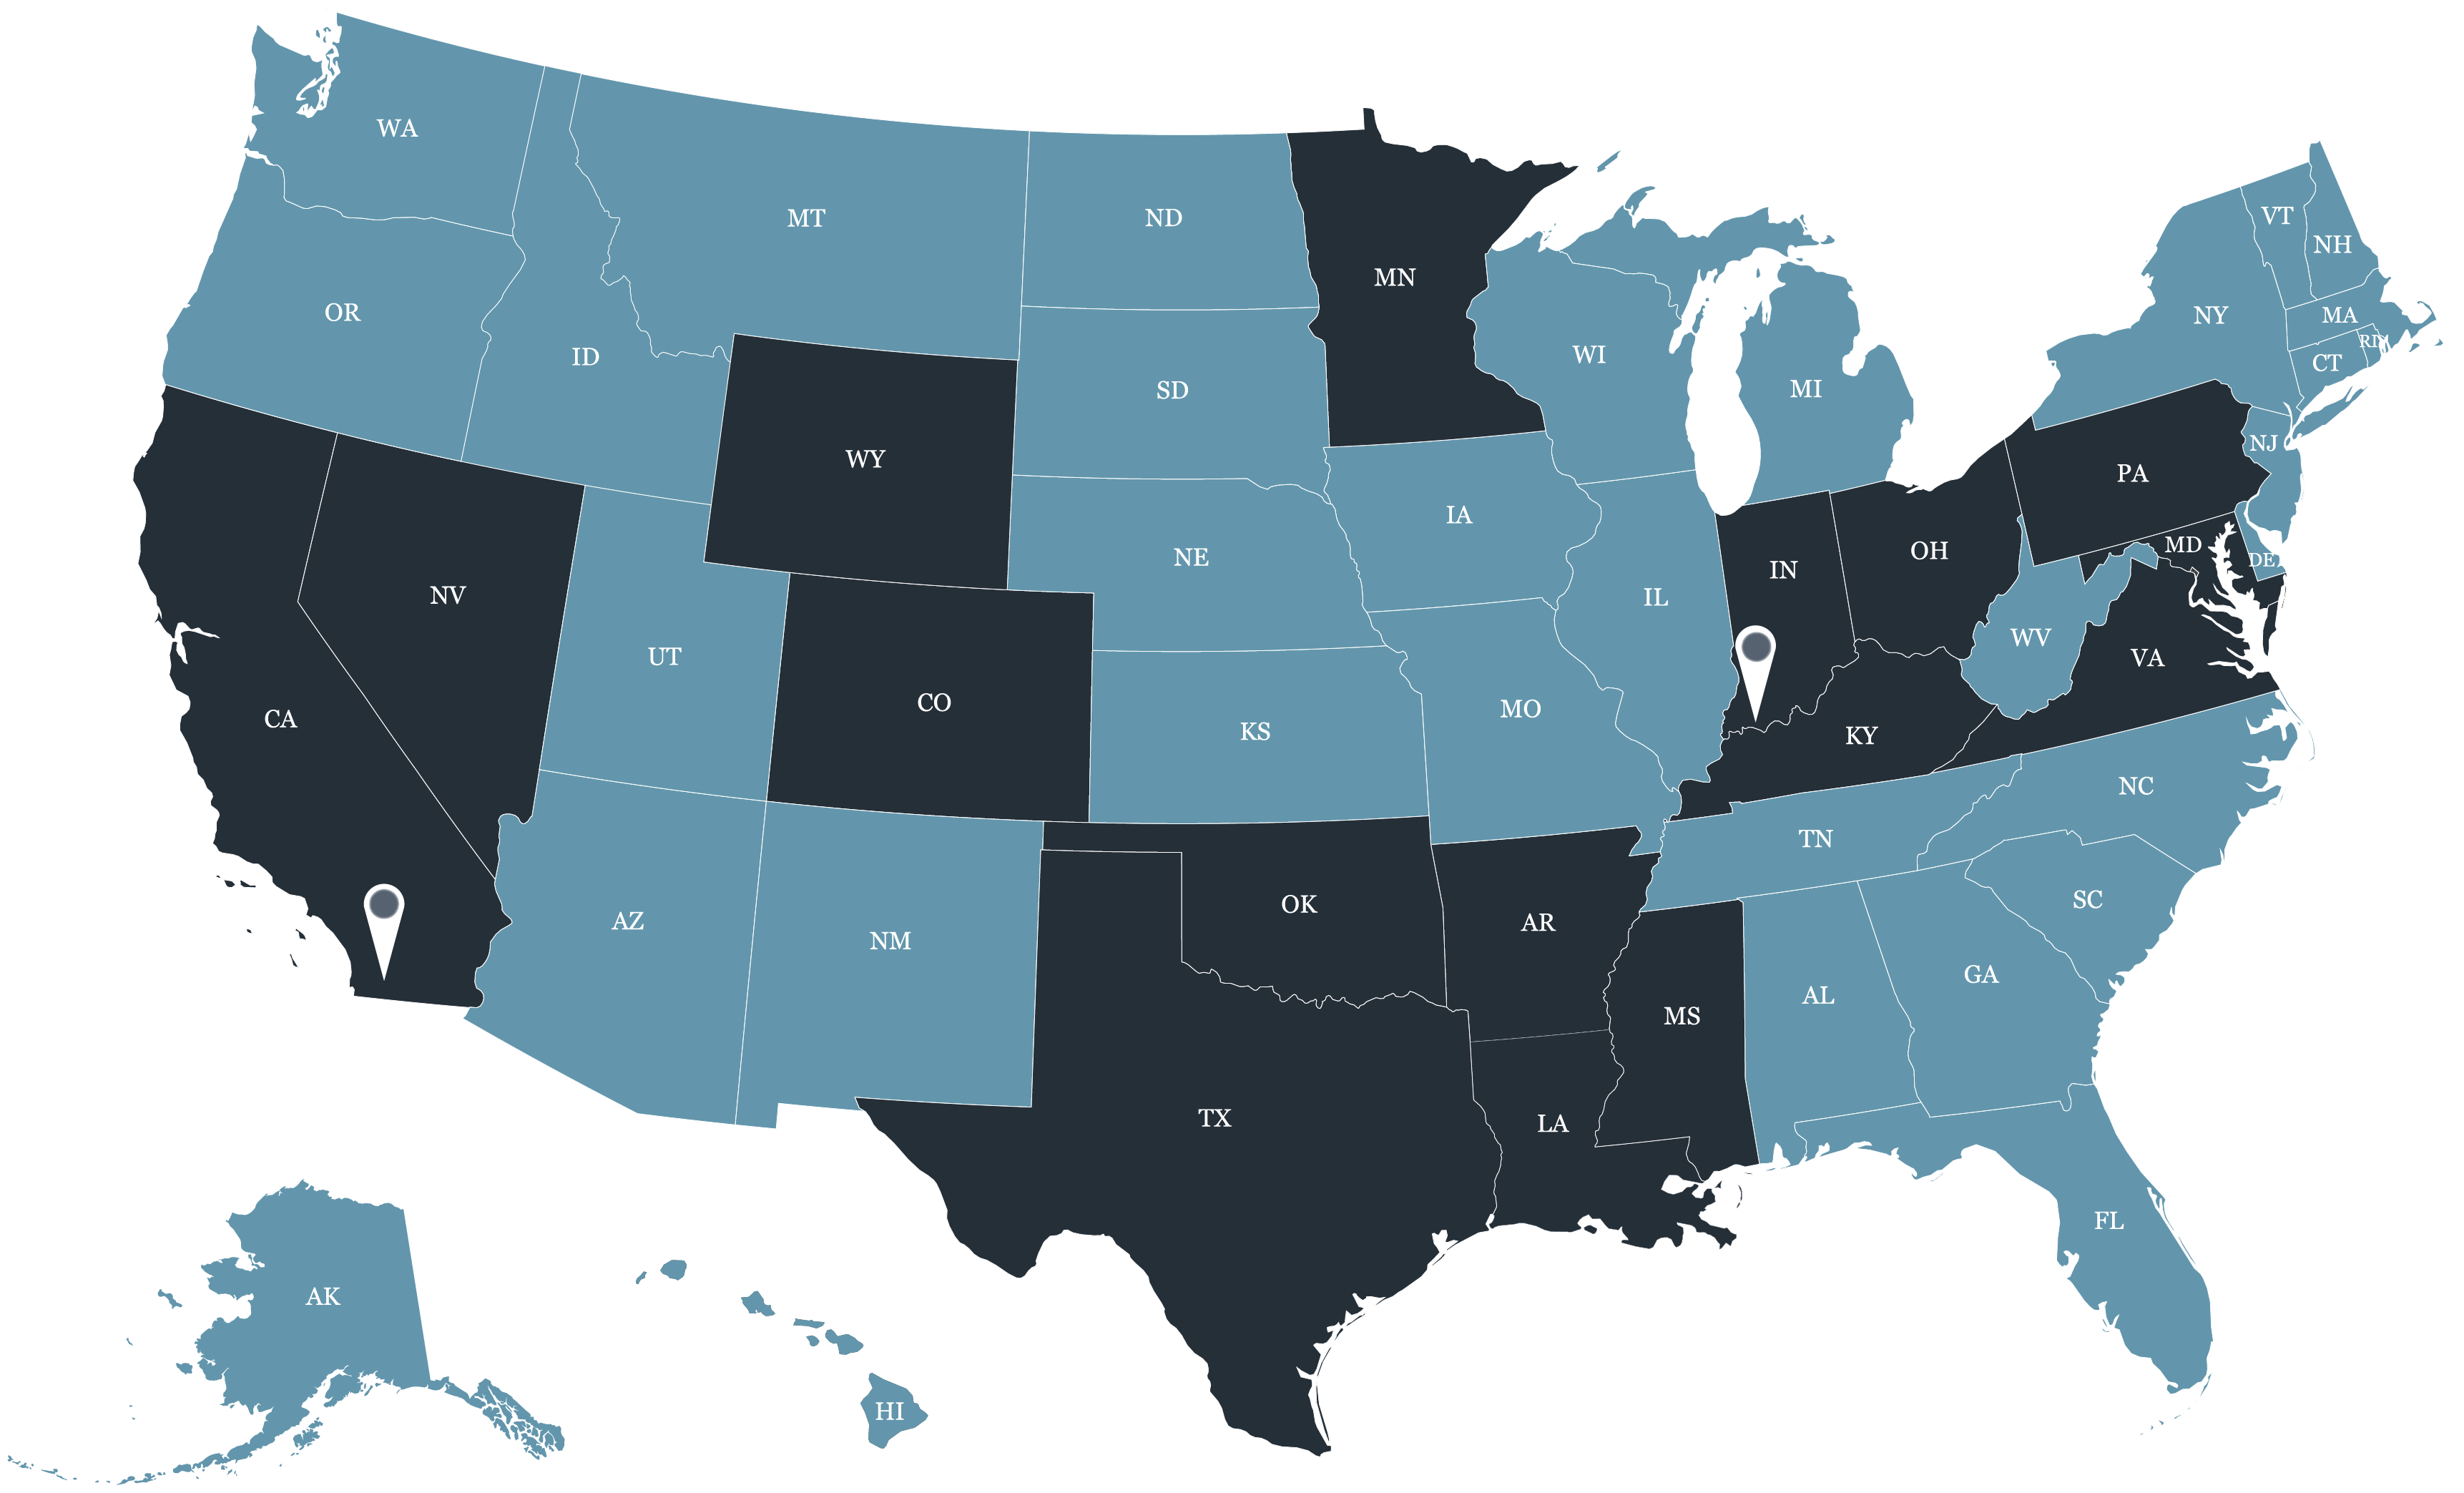 WA
MT
ND
MN
VT
NH
OR
ID
SD
WI
MI
NY
MA
RI
CT
WY
PA
NJ
NV
NE
IA
IL
IN
OH
MD
DE
WV
VA
UT
CO
KS
MO
KY
CA
NC
AZ
NM
OK
AR
TN
SC
GA
AL
MS
TX
LA
FL
AK
HI